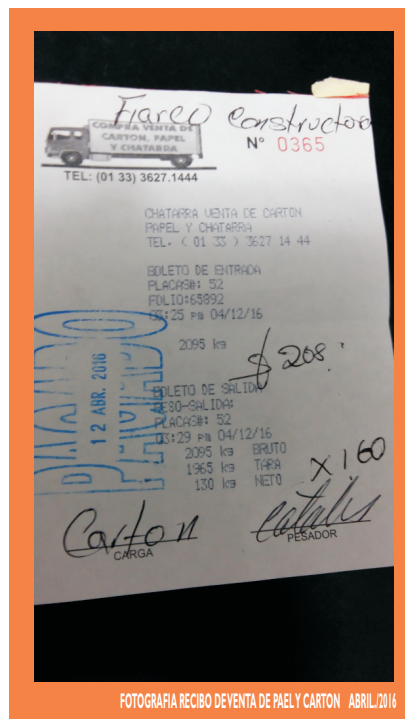 Fiarco Constructora
COMPRA VENTA DE
CARTON, PAPEL
Y CHATARRA
N° 0365
TEL: (01 33) 3627.1444
CHATARRA VENTA DE CARTON
PAPEL Y CHATARRA
TEL. ( 01 33 ) 3627 14 44
BOLETO DE ENTRADA
PLACAS#: 52
FOLIO:65892
03:25 PM 04/12/16
2095 kg
$ 208.
PAGADO
12 ABR. 2016
BOLETO DE SALIDA
PESO-SALIDA:
PLACAS#: 52
03:29 PM 04/12/16
2095 kg BRUTO
1965 kg TARA
130 kg NETO
X 160
Carton
CARGA
PESADOR
FOTOGRAFIA RECIBO DEVENTA DE PAEL Y CARTON ABRIL./2016